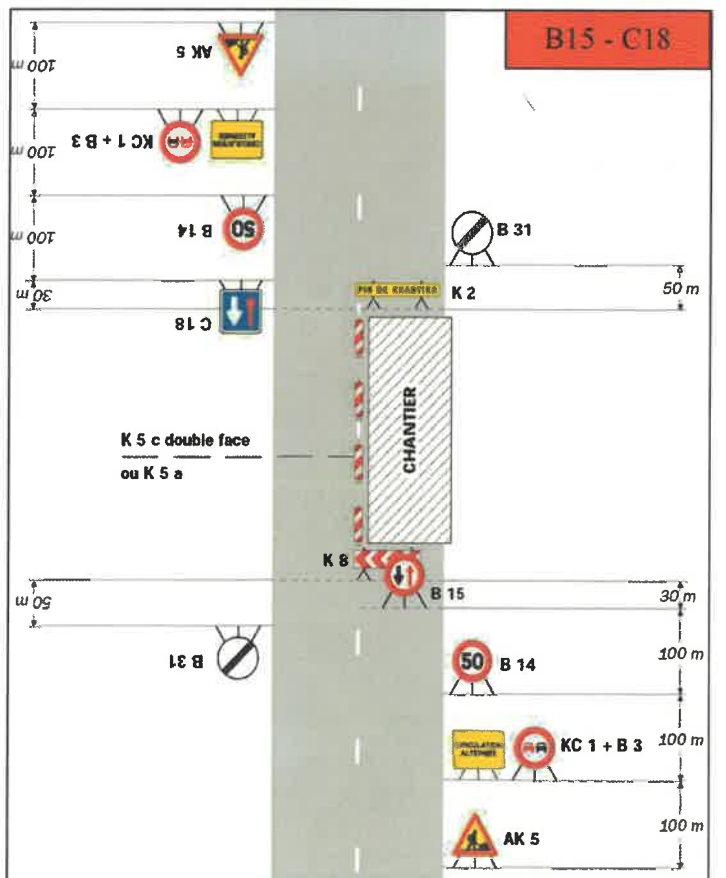 B15 - C18
AK 5
100 m
KC 1 + B 3
CIRCULATION
ALTERNEE
100 m
50
B 14
100 m
C 18
30 m
B 31
FIN DE CHANTIER
K 2
50 m
CHANTIER
K 5 c double face
ou K 5 a
K 8
B 15
30 m
50 m
B 31
50
B 14
100 m
CIRCULATION
ALTERNEE
KC 1 + B 3
100 m
AK 5
100 m